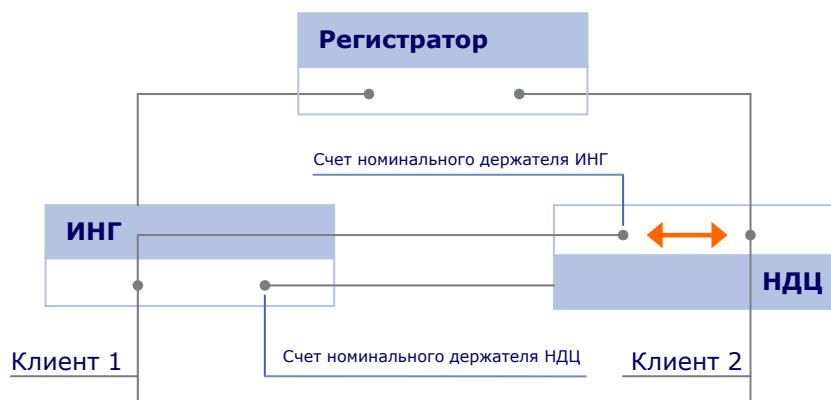 Регистратор
Счет номинального держателя ИНГ
ИНГ
НДЦ
Клиент 1
Счет номинального держателя НДЦ
Клиент 2